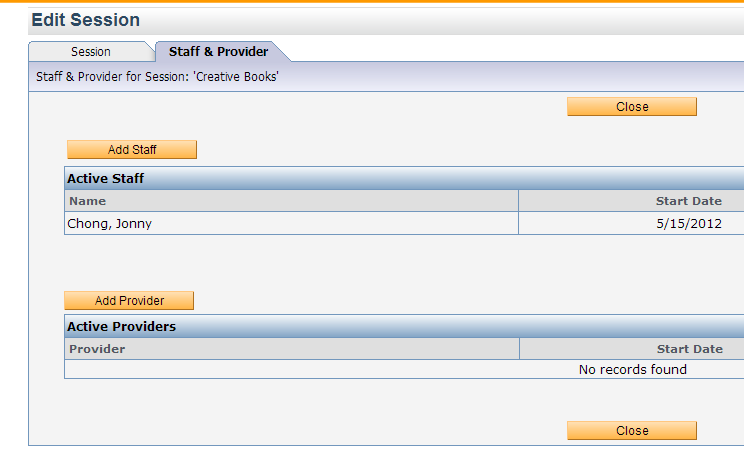 Edit Session
Session
Staff & Provider
Staff & Provider for Session: 'Creative Books'
Close
Add Staff
Active Staff
Name Start Date
Chong, Jonny 5/15/2012
Add Provider
Active Providers
Provider Start Date
No records found
Close